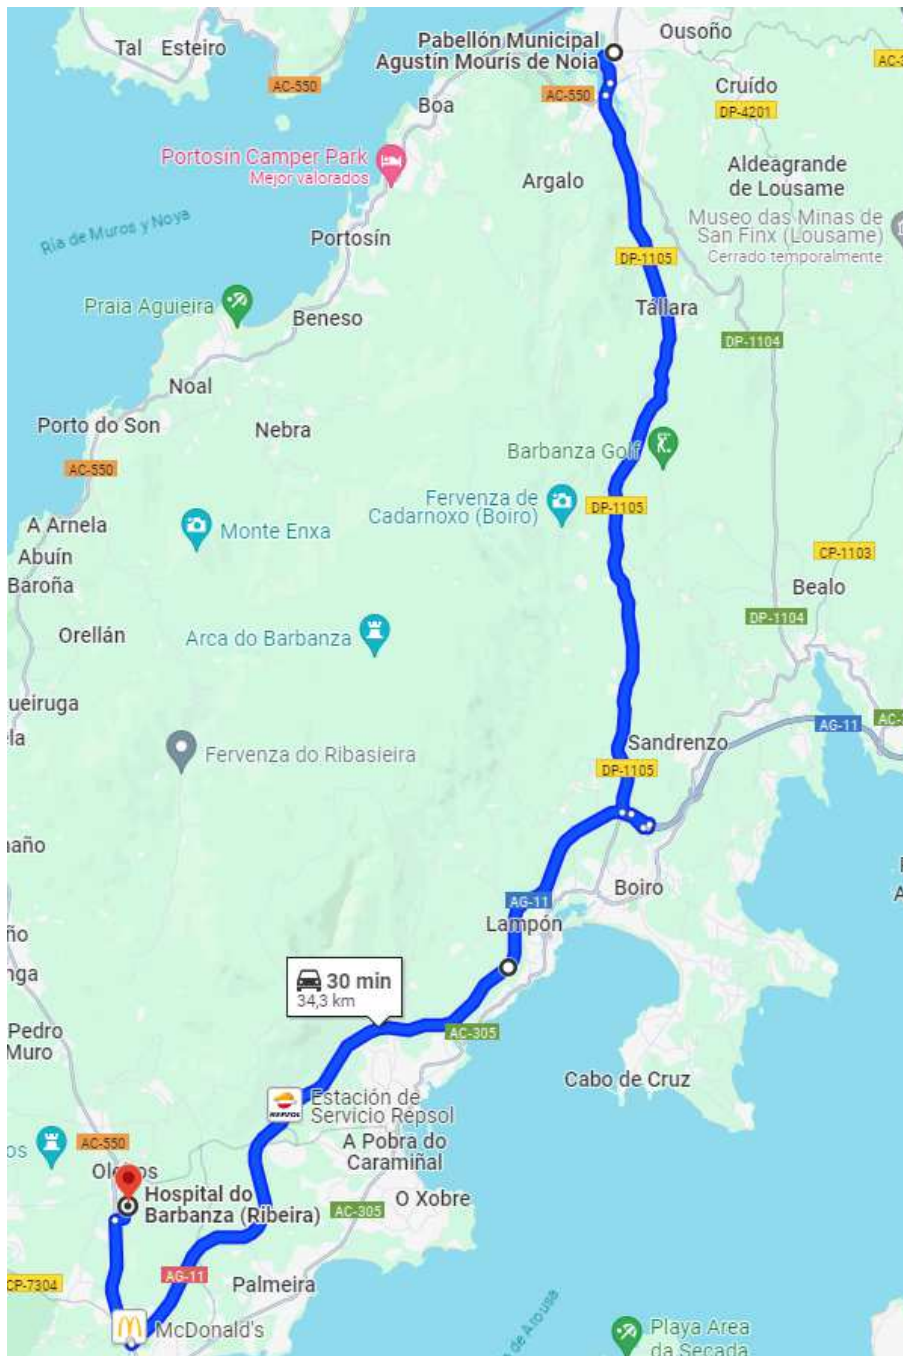 Ousoño
Pabellón Municipal
Agustín Mourís de Noia
Tal
Esteiro
AC-550
Boa
AC-550
Cruído
DP-4201
Portosín Camper Park
Mejor valorados
Argalo
Aldeagrande
de Lousame
Museo das Minas de
San Finx (Lousame)
Cerrado temporalmente
Ría de Muros y Noya
Portosín
DP-1105
Praia Aguieira
Beneso
Tállara
DP-1104
Noal
Porto do Son
Nebra
Barbanza Golf
AC-550
Fervenza de
Cadarnoxo (Boiro)
DP-1105
A Arnela
Monte Enxa
Abuín
CP-1103
Baroña
Bealo
Orellán
Arca do Barbanza
DP-1104
ueiruga
Fervenza do Ribasieira
Sandrenzo
AG-11
DP-1105
Boiro
AG-11
Lampón
30 min
34,3 km
AC-305
Pedro
Muro
Cabo de Cruz
Estación de
Servicio Repsol
REPSOL
A Pobra do
Caramiñal
AC-550
Hospital do
Barbanza (Ribeira)
O Xobre
AC-305
AG-11
CP-7304
Palmeira
McDonald's
Playa Area
da Secada